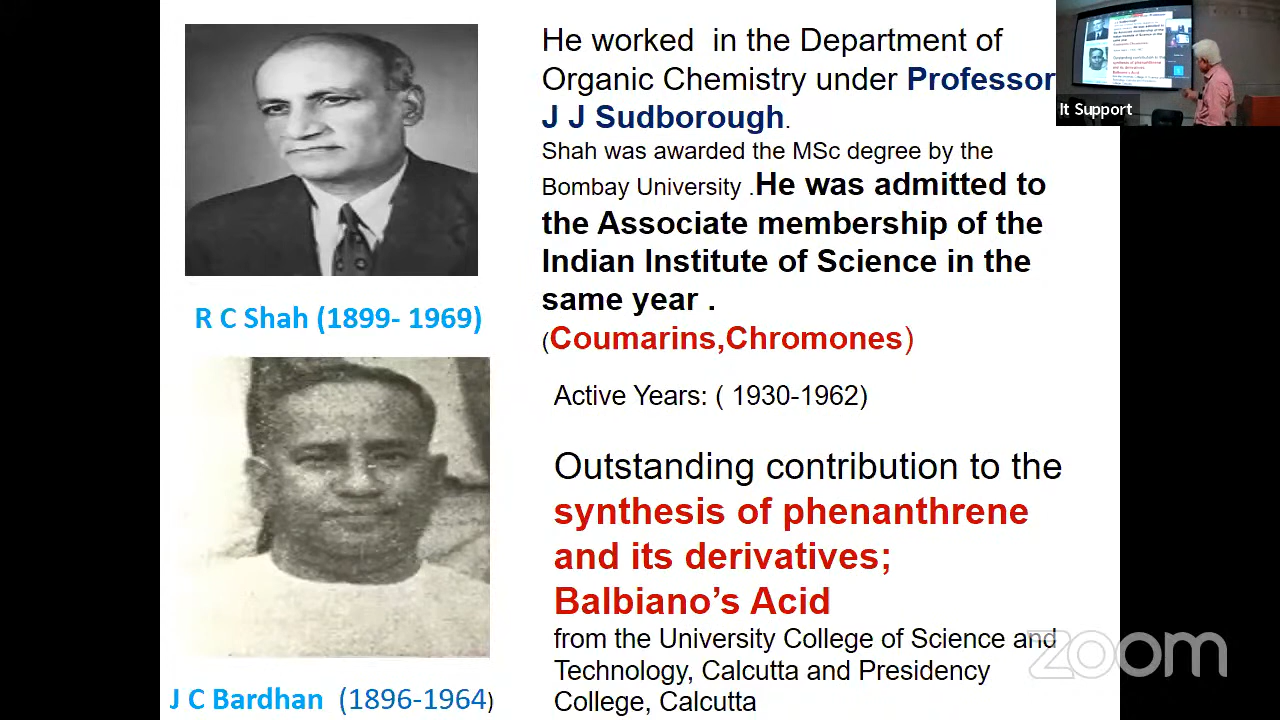 He worked in the Department of
Organic Chemistry under Professor
J J Sudborough.
Shah was awarded the MSc degree by the
Bombay University .He was admitted to
the Associate membership of the
Indian Institute of Science in the
same year .
(Coumarins,Chromones)
R C Shah (1899- 1969)
Active Years: ( 1930-1962)
Outstanding contribution to the
synthesis of phenanthrene
and its derivatives;
Balbiano’s Acid
from the University College of Science and
Technology, Calcutta and Presidency
College, Calcutta
J C Bardhan (1896-1964)
It Support
zoom